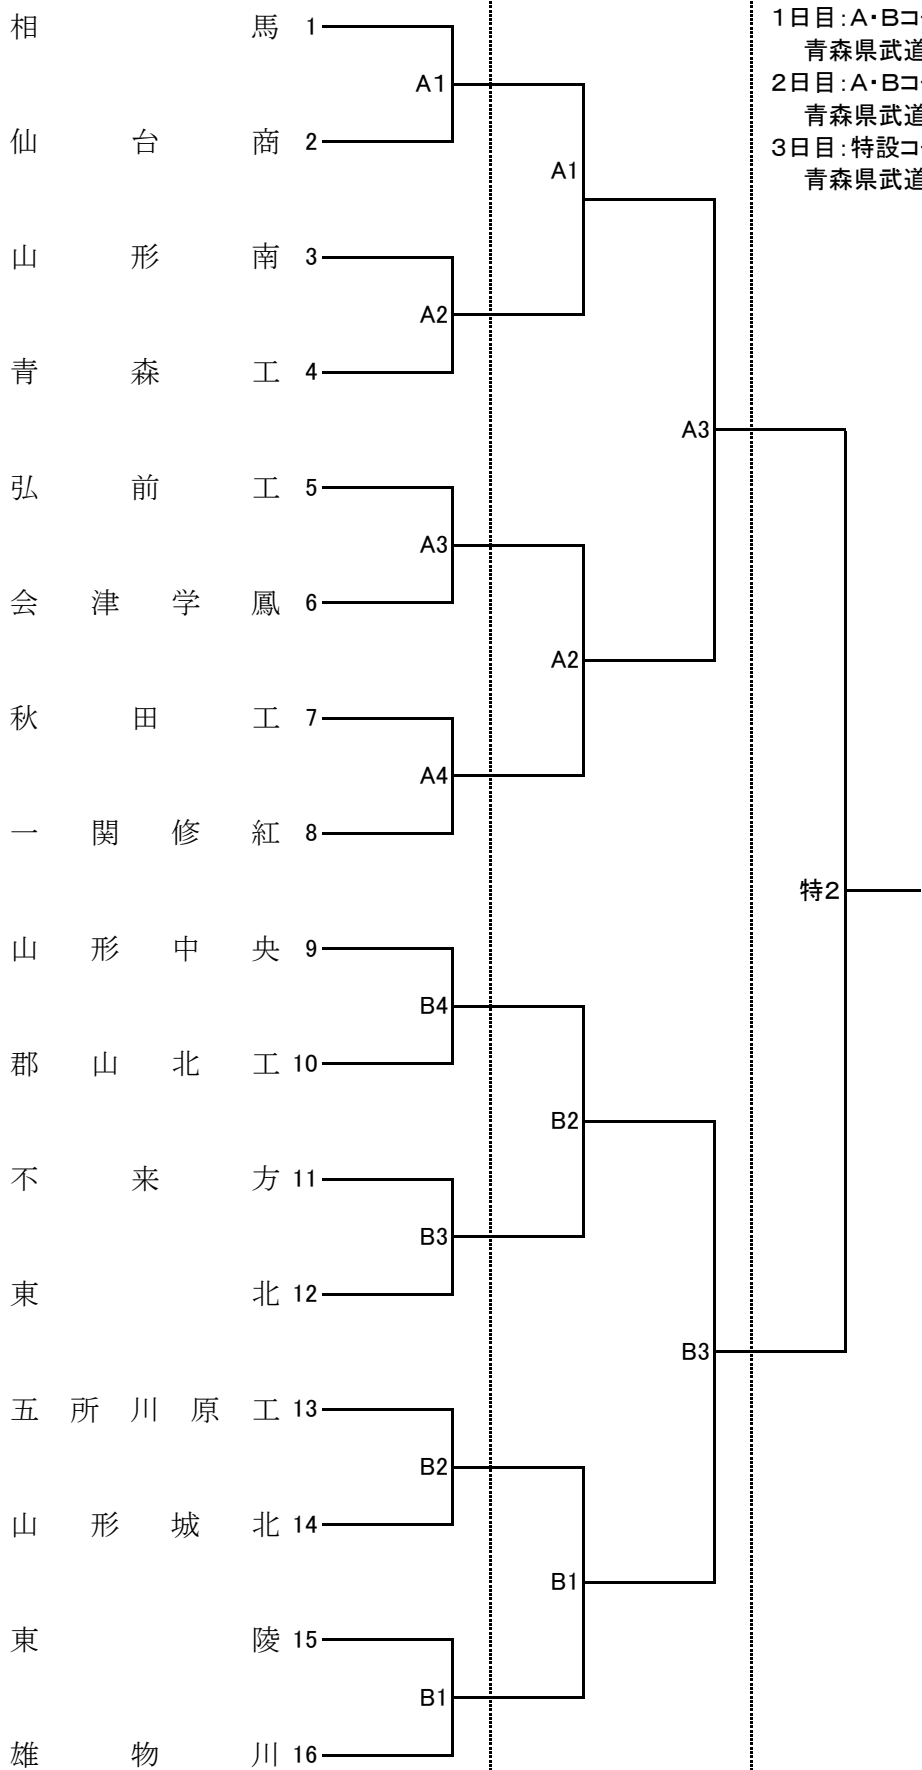 相馬 1
仙台商 2
山形南 3
青森工 4
弘前工 5
会津学鳳 6
秋田工 7
一関修紅 8
山形中央 9
郡山北工 10
不来方 11
東北 12
五所川原工 13
山形城北 14
東陵 15
雄物川 16
A1
A2
A3
A4
B4
B3
B2
B1
A1
A2
B2
B1
A3
B3
特2
1日目：A・Bコ
青森県武道
2日目：A・Bコ
青森県武道
3日目：特設コ
青森県武道